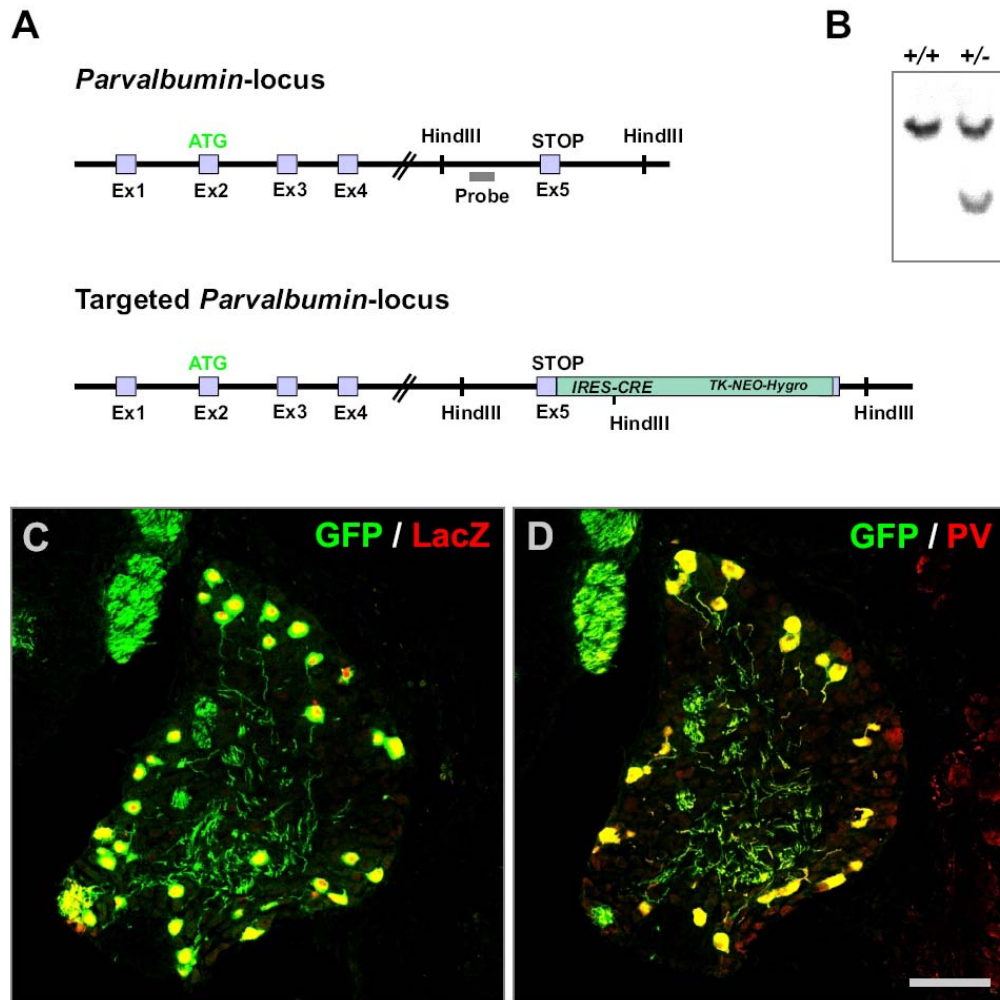 A
Parvalbumin-locus
ATG
HindIII
STOP
HindIII
Ex1
Ex2
Ex3
Ex4
Probe
Ex5
Targeted Parvalbumin-locus
ATG
STOP
IRES-CRE
TK-NEO-Hygro
Ex1
Ex2
Ex3
Ex4
HindIII
Ex5
HindIII
HindIII
B
+/+ +/-
C
GFP / LacZ
D
GFP / PV